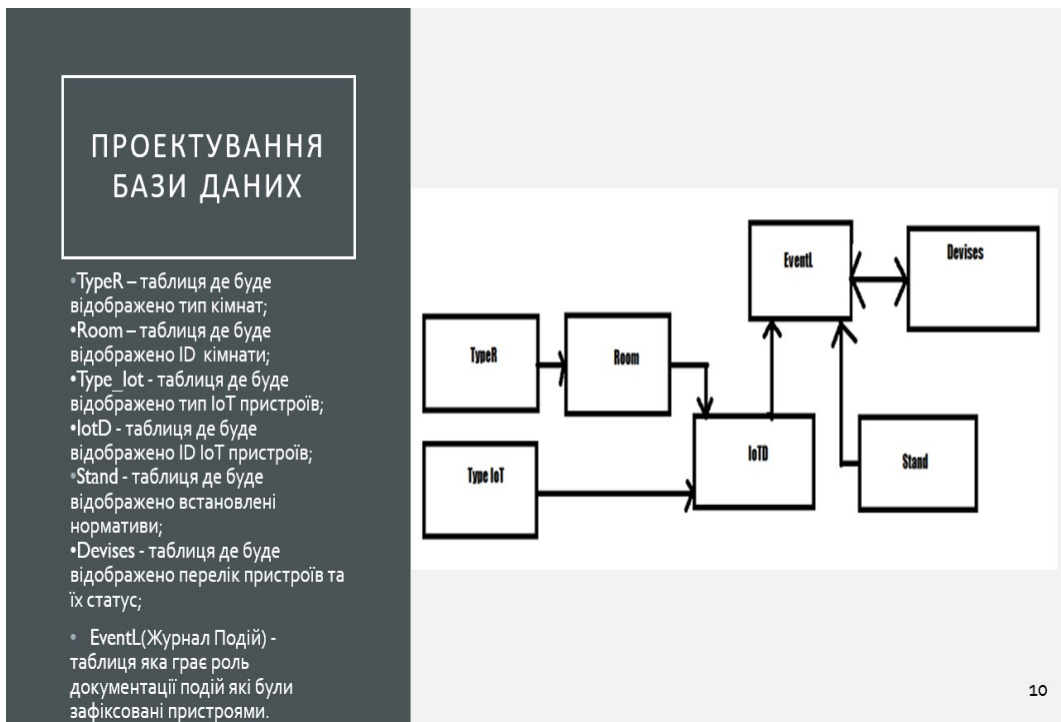 ПРОЕКТУВАННЯ
БАЗИ ДАНИХ
•TypeR – таблиця де буде
відображено тип кімнат;
•Room – таблиця де буде
відображено ID кімнати;
•Type_Iot - таблиця де буде
відображено тип IoT пристроїв;
•IotD - таблиця де буде
відображено ID IoT пристроїв;
•Stand - таблиця де буде
відображено встановлені
нормативи;
•Devises - таблиця де буде
відображено перелік пристроїв та
їх статус;
• EventL(Журнал Подій) -
таблиця яка грає роль
документації подій які були
зафіксовані пристроями.
EventL
Devises
TypeR
Room
IoTD
Stand
Type IoT
10